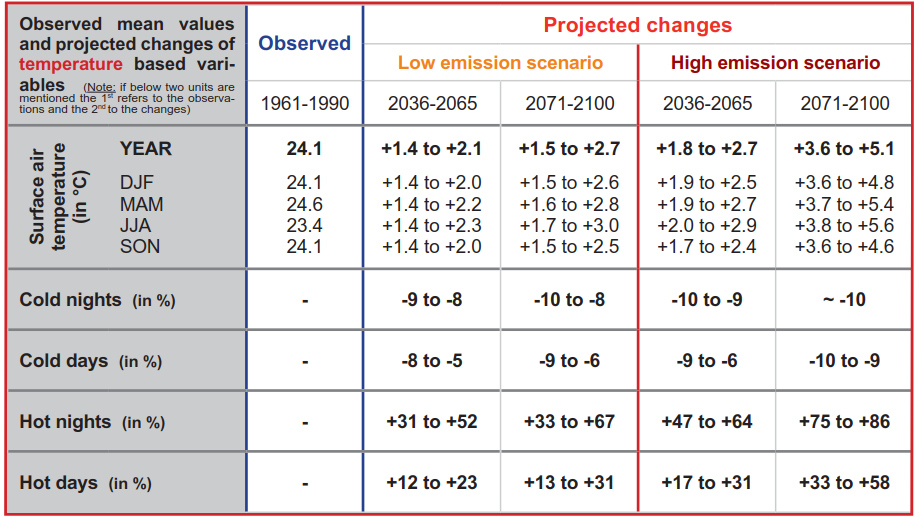 Observed mean values
and projected changes of
temperature based vari-
ables (Note: if below two units are
mentioned the 1st refers to the observa-
tions and the 2nd to the changes)
Observed
Projected changes
Low emission scenario
High emission scenario
1961-1990
2036-2065
2071-2100
2036-2065
2071-2100
Surface air
temperature
(in °C)
YEAR 24.1 +1.4 to +2.1 +1.5 to +2.7 +1.8 to +2.7 +3.6 to +5.1
DJF 24.1 +1.4 to +2.0 +1.5 to +2.6 +1.9 to +2.5 +3.6 to +4.8
MAM 24.6 +1.4 to +2.2 +1.6 to +2.8 +1.9 to +2.7 +3.7 to +5.4
JJA 23.4 +1.4 to +2.3 +1.7 to +3.0 +2.0 to +2.9 +3.8 to +5.6
SON 24.1 +1.4 to +2.0 +1.5 to +2.5 +1.7 to +2.4 +3.6 to +4.6
Cold nights (in %) - -9 to -8 -10 to -8 -10 to -9 ~ -10
Cold days (in %) - -8 to -5 -9 to -6 -9 to -6 -10 to -9
Hot nights (in %) - +31 to +52 +33 to +67 +47 to +64 +75 to +86
Hot days (in %) - +12 to +23 +13 to +31 +17 to +31 +33 to +58